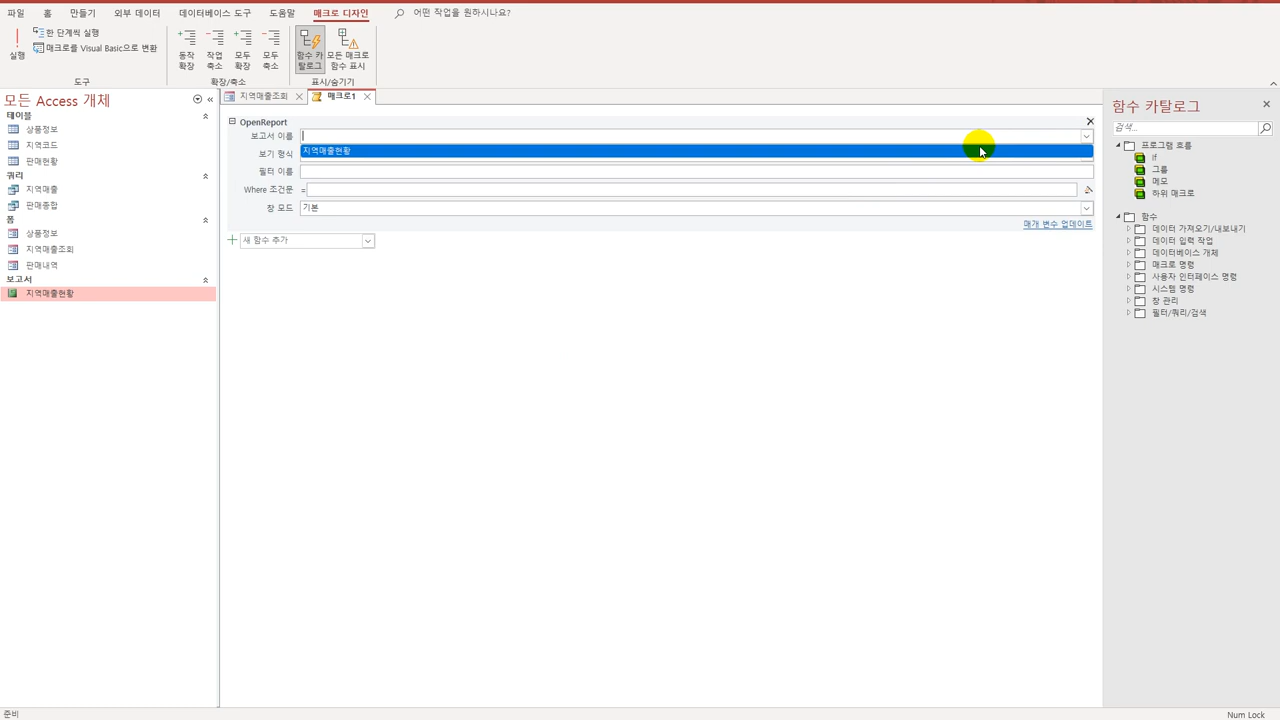 파일 홈 만들기 외부 데이터 데이터베이스 도구 도움말 매크로 디자인 어떤 작업을 원하시나요?
실행
한 단계씩 실행
매크로를 Visual Basic으로 변환
도구
동작 확장
작업 축소
모두 확장
모두 축소
확장/축소
함수 카탈로그
모든 매크로 함수 표시
표시/숨기기
모든 Access 개체
테이블
상품정보
지역코드
판매현황
쿼리
지역매출
판매종합
폼
상품정보
지역매출조회
판매내역
보고서
지역매출현황
지역매출조회 매크로1
OpenReport
보고서 이름
지역매출현황
보기 형식
필터 이름
Where 조건문 =
창 모드 기본
매개 변수 업데이트
새 함수 추가
함수 카탈로그
검색...
프로그램 흐름
If
그룹
메모
하위 매크로
함수
데이터 가져오기/내보내기
데이터 입력 작업
데이터베이스 개체
매크로 명령
사용자 인터페이스 명령
시스템 명령
창 관리
필터/쿼리/검색
준비
Num Lock